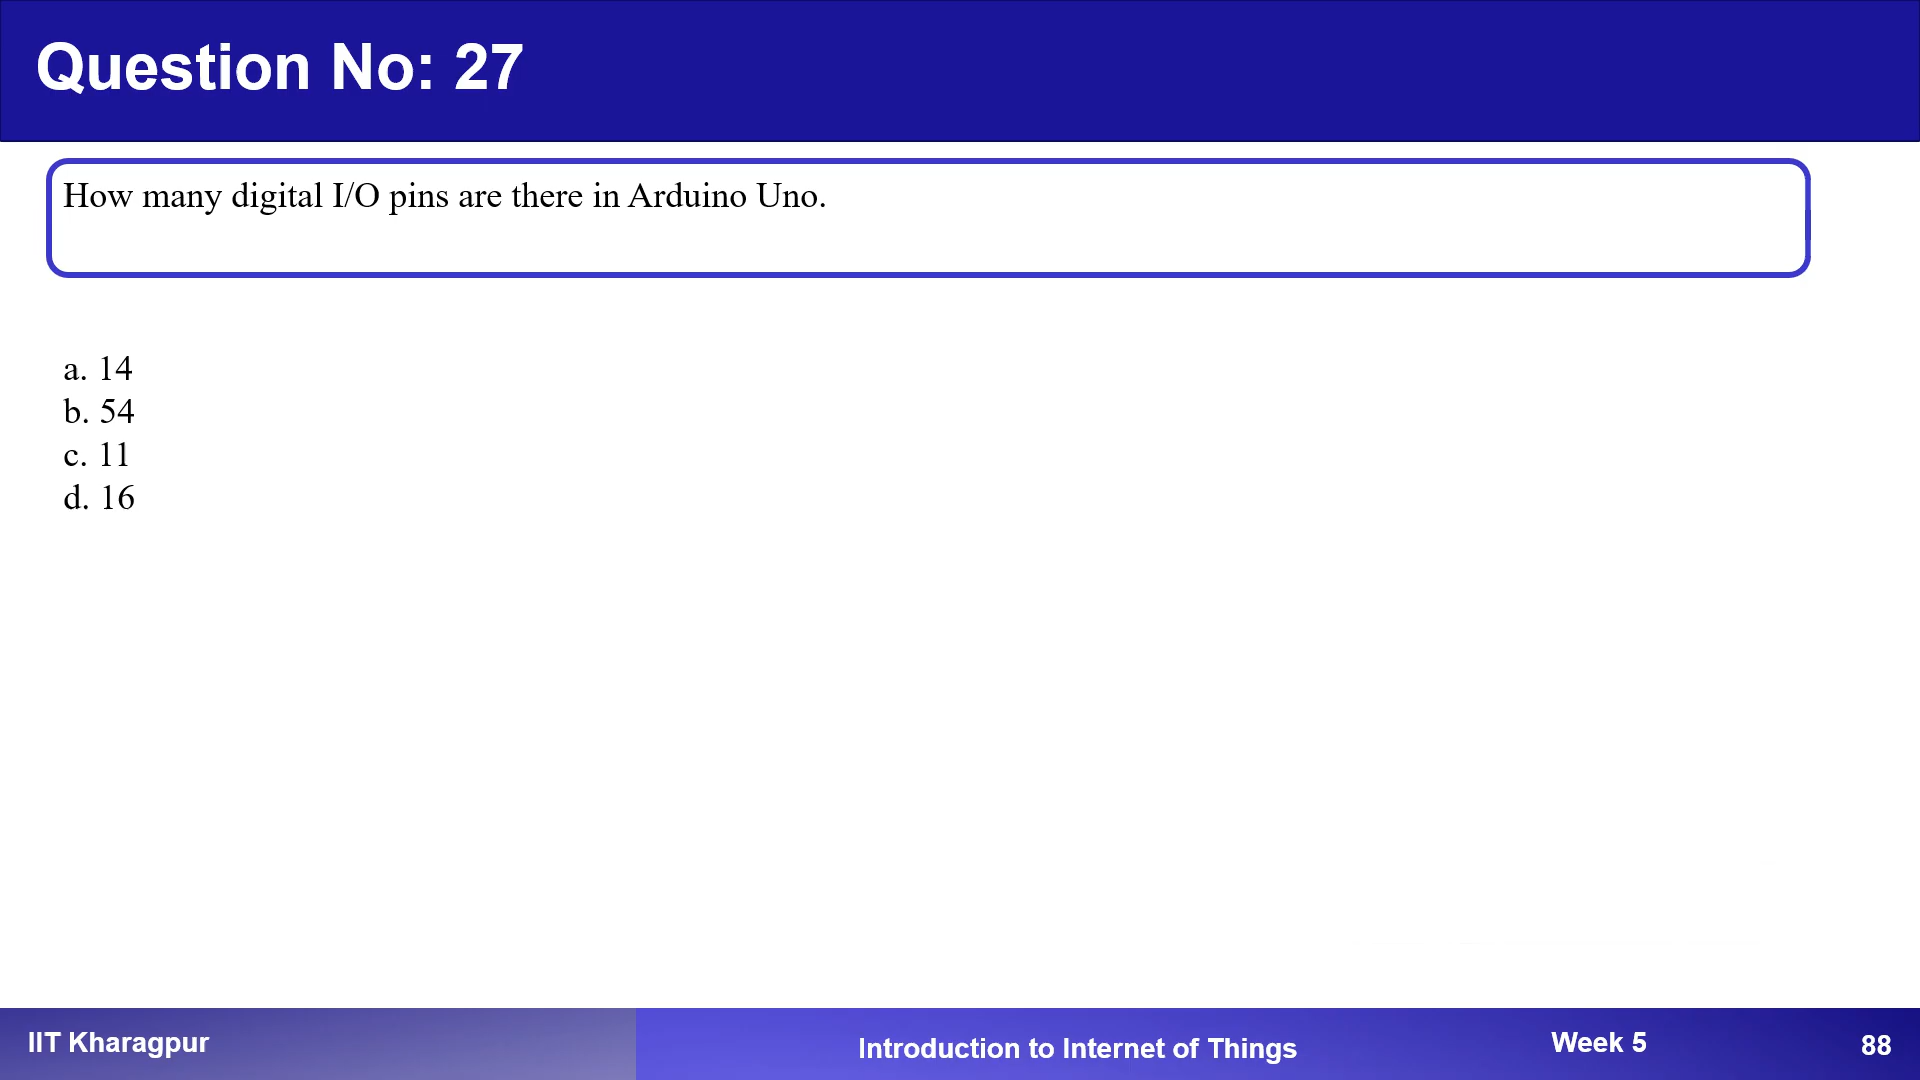 Question No: 27
How many digital I/O pins are there in Arduino Uno.
a. 14
b. 54
c. 11
d. 16
IIT Kharagpur
Introduction to Internet of Things
Week 5
88